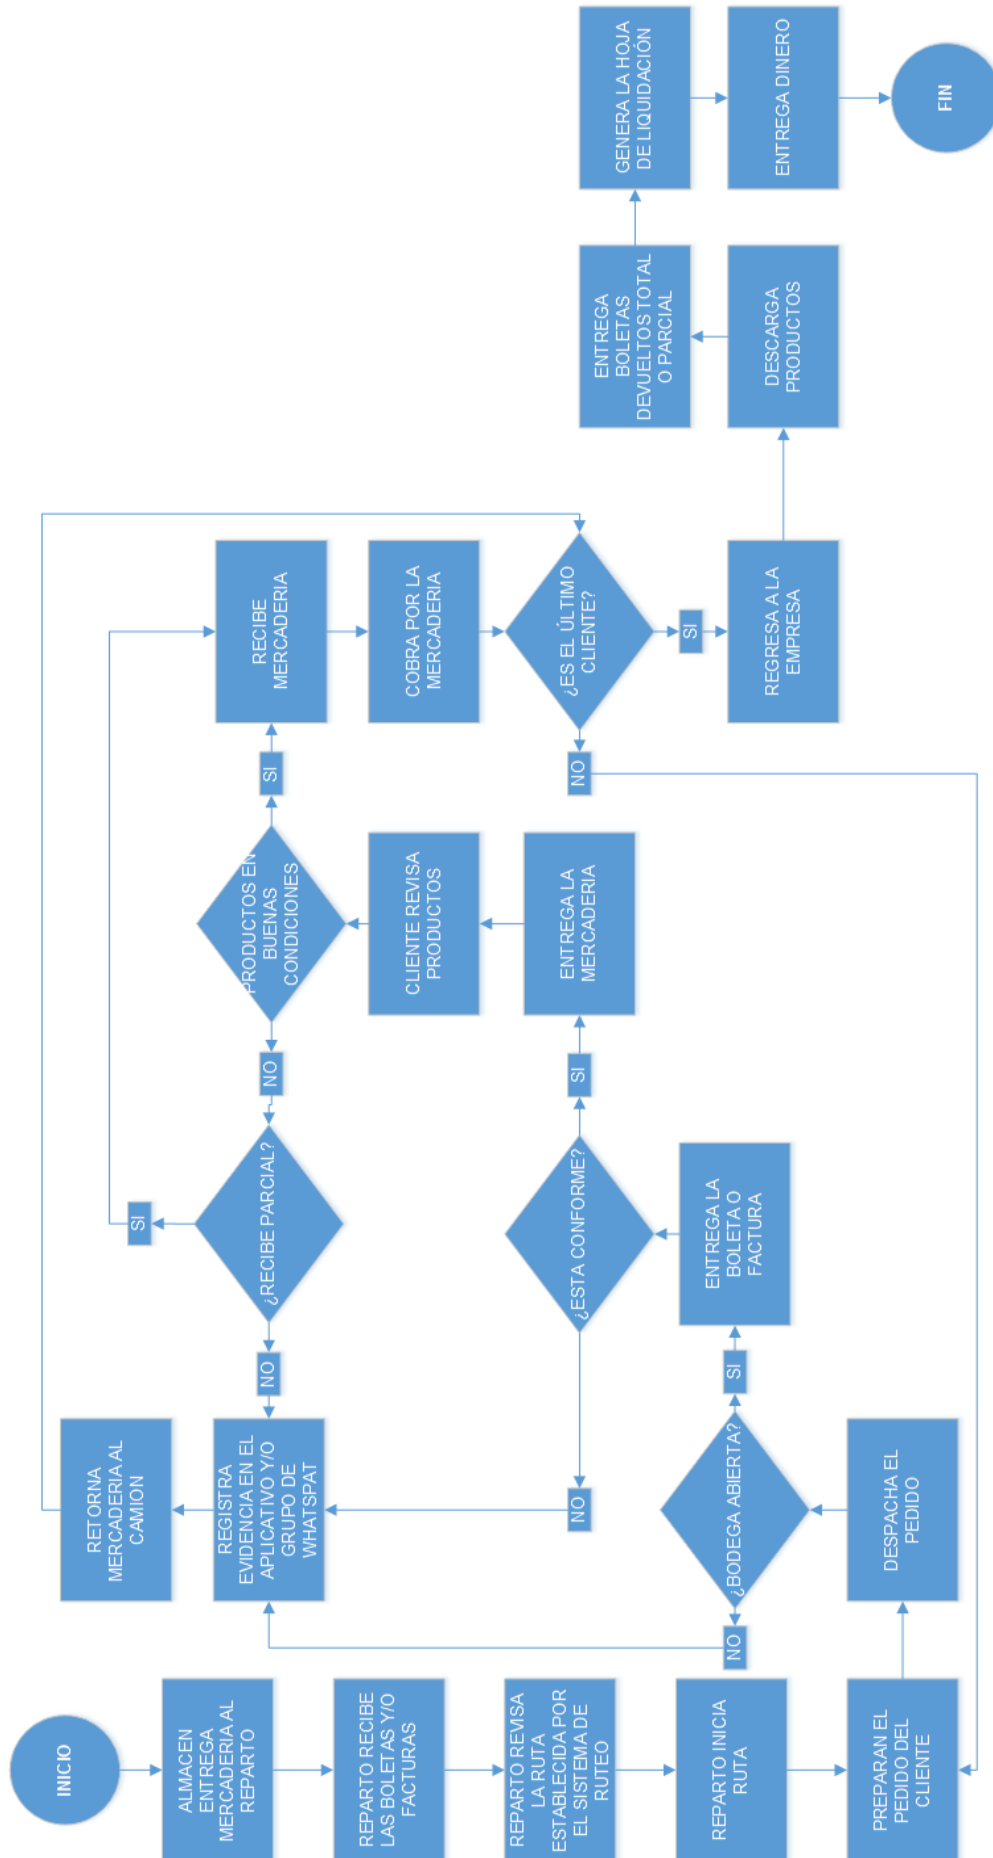 INICIO
ALMACEN
ENTREGA
MERCADERIA AL
REPARTO
REPARTO RECIBE
LAS BOLETAS Y/O
FACTURAS
REPARTO REVISA
LA RUTA
ESTABLECIDA POR
EL SISTEMA DE
RUTEO
REPARTO INICIA
RUTA
PREPARAN EL
PEDIDO DEL
CLIENTE
DESPACHA EL
PEDIDO
¿BODEGA ABIERTA?
NO
SI
ENTREGA LA
BOLETA O
FACTURA
¿ESTA CONFORME?
NO
SI
RETORNA
MERCADERIA AL
CAMION
REGISTRA
EVIDENCIA EN EL
APLICATIVO Y/O
GRUPO DE
WHATSPAT
ENTREGA LA
MERCADERIA
CLIENTE REVISA
PRODUCTOS
PRODUCTOS EN
BUENAS
CONDICIONES
NO
SI
¿RECIBE PARCIAL?
SI
NO
RECIBE
MERCADERIA
COBRA POR LA
MERCADERIA
¿ES EL ÚLTIMO
CLIENTE?
NO
SI
REGRESA A LA
EMPRESA
DESCARGA
PRODUCTOS
ENTREGA
BOLETAS
DEVUELTOS TOTAL
O PARCIAL
GENERA LA HOJA
DE LIQUIDACIÓN
ENTREGA DINERO
FIN